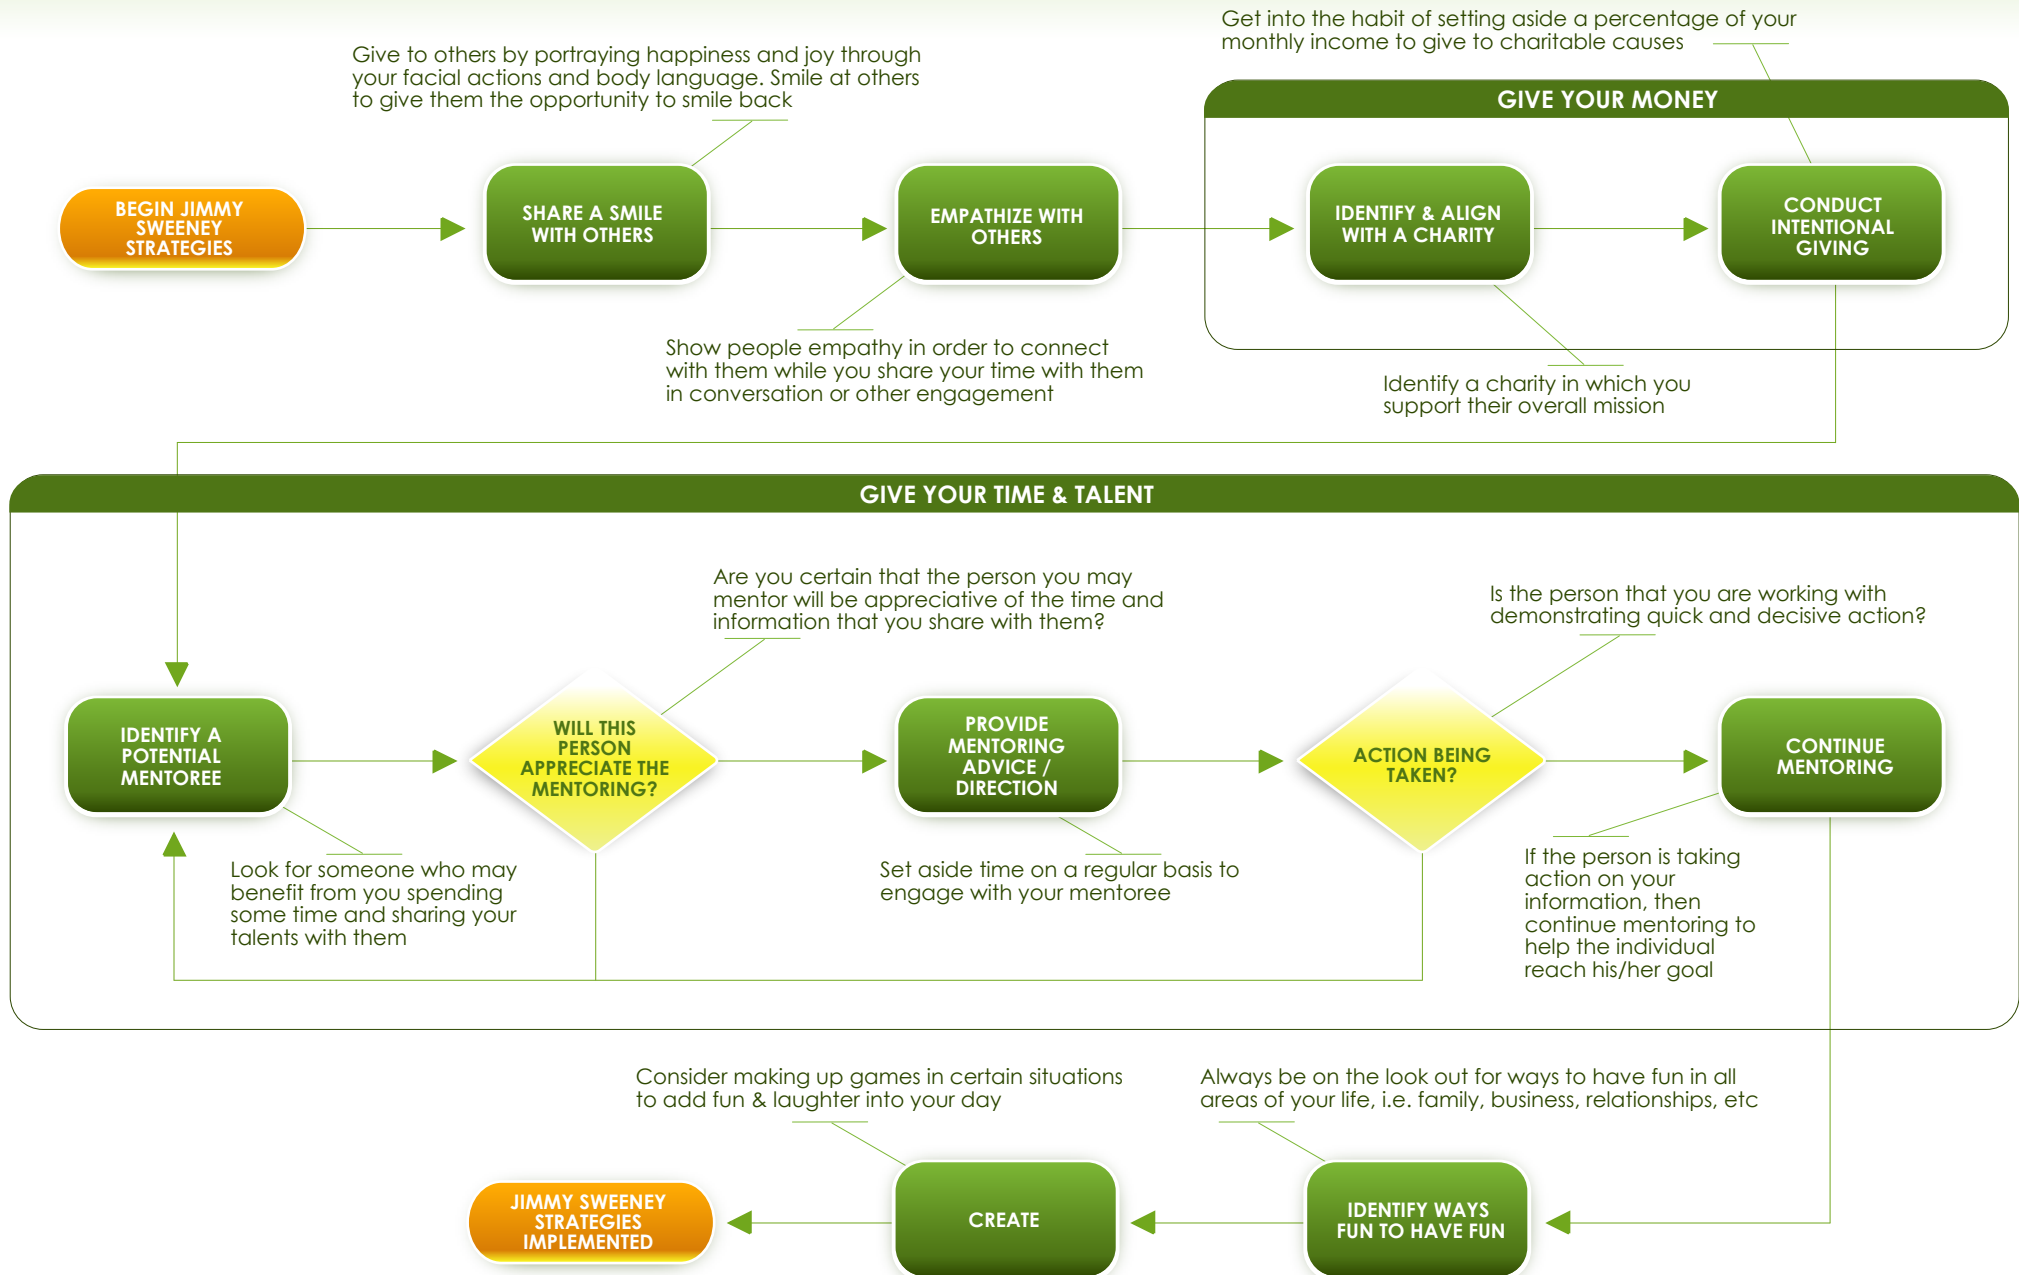 Get into the habit of setting aside a percentage of your
monthly income to give to charitable causes
Give to others by portraying happiness and joy through
your facial actions and body language. Smile at others
to give them the opportunity to smile back
GIVE YOUR MONEY
BEGIN JIMMY
SWEENEY
STRATEGIES
SHARE A SMILE
WITH OTHERS
EMPATHIZE WITH
OTHERS
IDENTIFY & ALIGN
WITH A CHARITY
CONDUCT
INTENTIONAL
GIVING
Show people empathy in order to connect
with them while you share your time with them
in conversation or other engagement
Identify a charity in which you
support their overall mission
GIVE YOUR TIME & TALENT
Are you certain that the person you may
mentor will be appreciative of the time and
information that you share with them?
Is the person that you are working with
demonstrating quick and decisive action?
IDENTIFY A
POTENTIAL
MENTOREE
WILL THIS
PERSON
APPRECIATE THE
MENTORING?
PROVIDE
MENTORING
ADVICE /
DIRECTION
ACTION BEING
TAKEN?
CONTINUE
MENTORING
Look for someone who may
benefit from you spending
some time and sharing your
talents with them
Set aside time on a regular basis to
engage with your mentoree
If the person is taking
action on your
information, then
continue mentoring to
help the individual
reach his/her goal
Consider making up games in certain situations
to add fun & laughter into your day
Always be on the look out for ways to have fun in all
areas of your life, i.e. family, business, relationships, etc
JIMMY SWEENEY
STRATEGIES
IMPLEMENTED
CREATE
IDENTIFY WAYS
FUN TO HAVE FUN